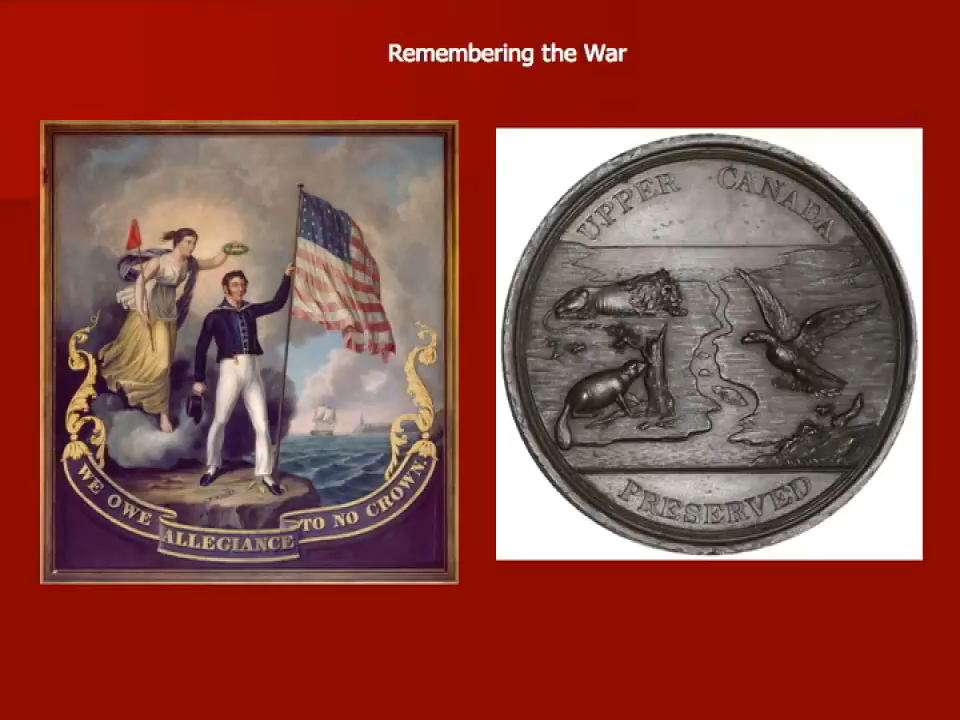 Remembering the War
WE OWE
ALLEGIANCE
TO NO CROWN.
UPPER CANADA
PRESERVED